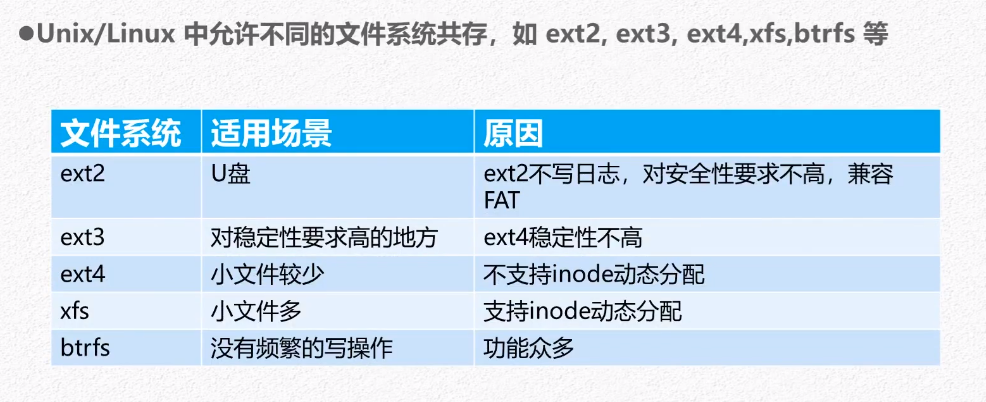 ●Unix/Linux 中允许不同的文件系统共存，如 ext2, ext3, ext4,xfs,btrfs 等
文件系统 适用场景 原因
ext2 U盘 ext2不写日志，对安全性要求不高，兼容
FAT
ext3 对稳定性要求高的地方 ext4稳定性不高
ext4 小文件较少 不支持inode动态分配
xfs 小文件多 支持inode动态分配
btrfs 没有频繁的写操作 功能众多